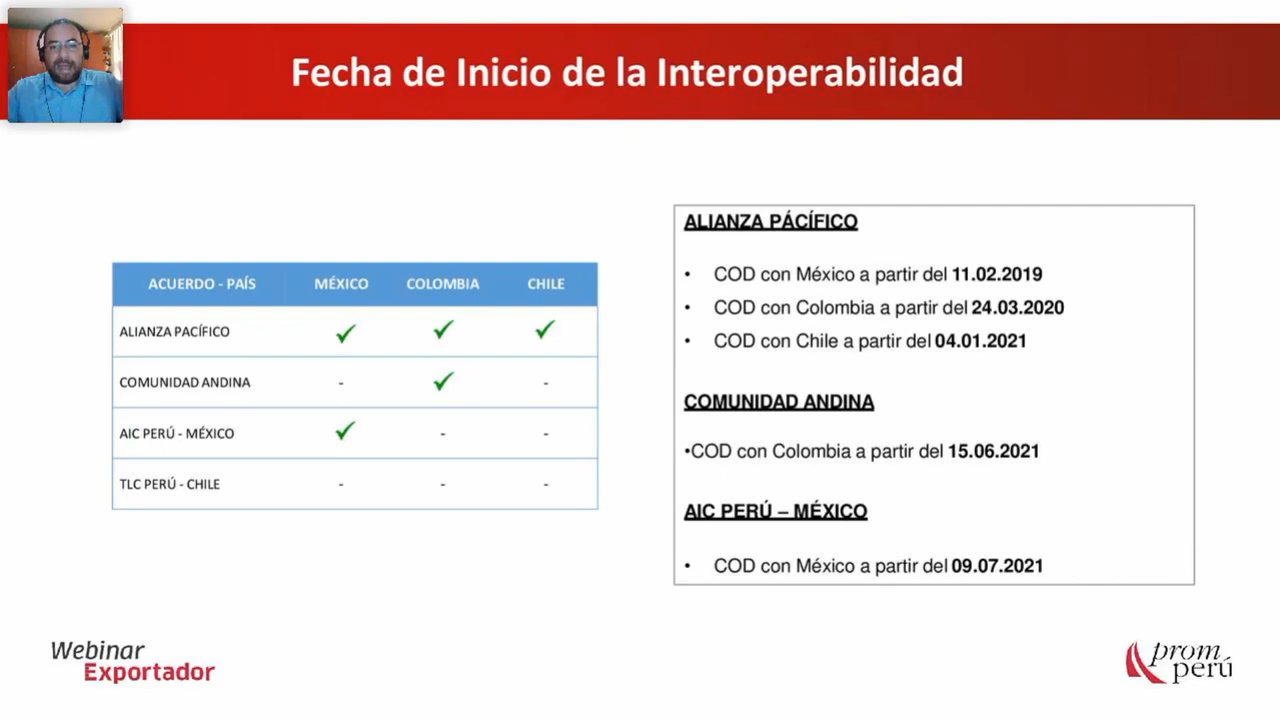 Fecha de Inicio de la Interoperabilidad
ACUERDO - PAÍS MÉXICO COLOMBIA CHILE
ALIANZA PACÍFICO ✓ ✓ ✓
COMUNIDAD ANDINA - ✓ -
AIC PERÚ - MÉXICO ✓ - -
TLC PERÚ - CHILE - - -
ALIANZA PÁCÍFICO
• COD con México a partir del 11.02.2019
• COD con Colombia a partir del 24.03.2020
• COD con Chile a partir del 04.01.2021
COMUNIDAD ANDINA
•COD con Colombia a partir del 15.06.2021
AIC PERÚ – MÉXICO
• COD con México a partir del 09.07.2021
Webinar
Exportador
prom
perú